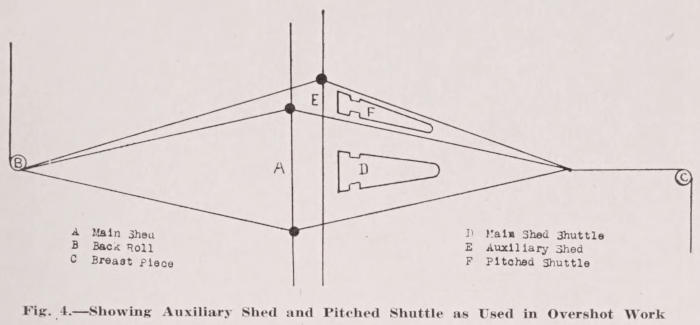 E
F
B
A
D
C
A Main Shed
B Back Roll
C Breast Piece
D Main Shed Shuttle
E Auxiliary Shed
F Pitched Shuttle
Fig. 4.—Showing Auxiliary Shed and Pitched Shuttle as Used in Overshot Work